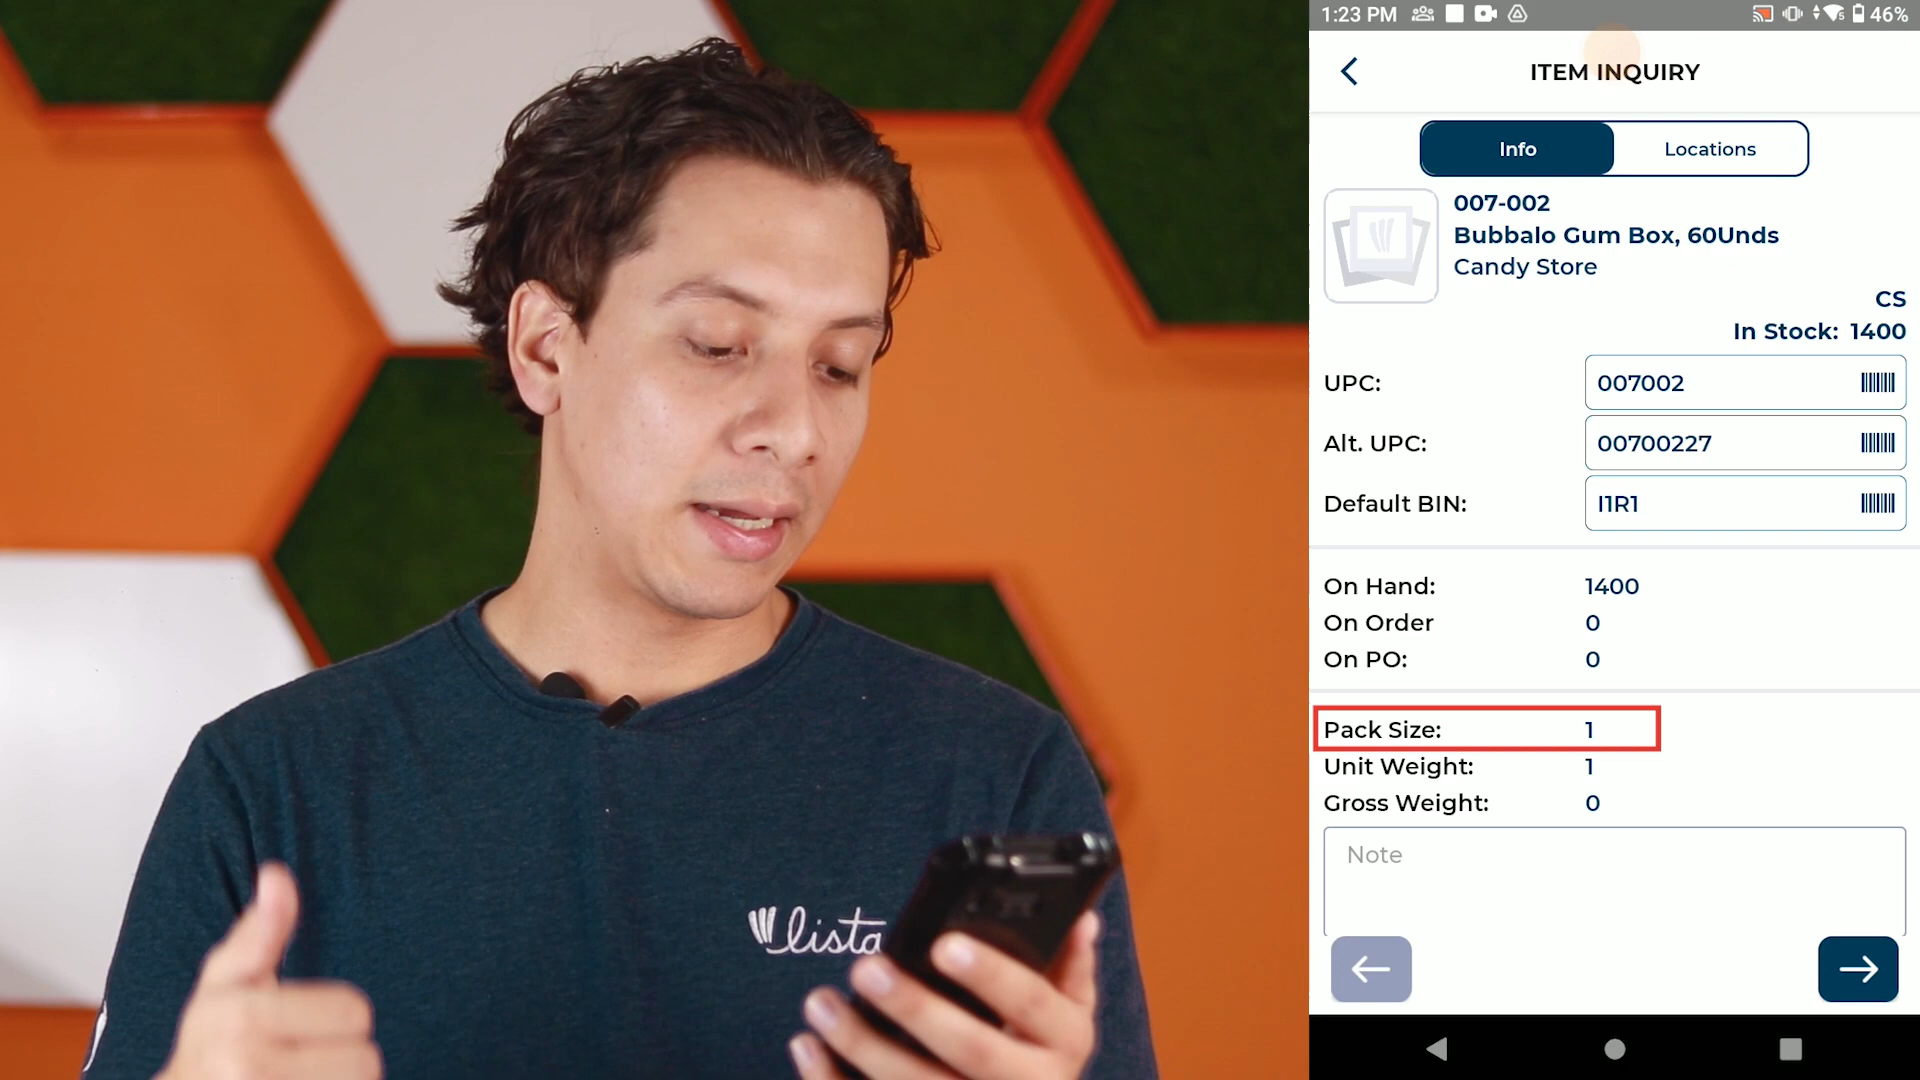 1:23 PM
46%
ITEM INQUIRY
Info
Locations
007-002
Bubbalo Gum Box, 60Unds
Candy Store
CS
In Stock: 1400
UPC:
007002
Alt. UPC:
00700227
Default BIN:
I1R1
On Hand:
1400
On Order
0
On PO:
0
Pack Size:
1
Unit Weight:
1
Gross Weight:
0
Note
lista